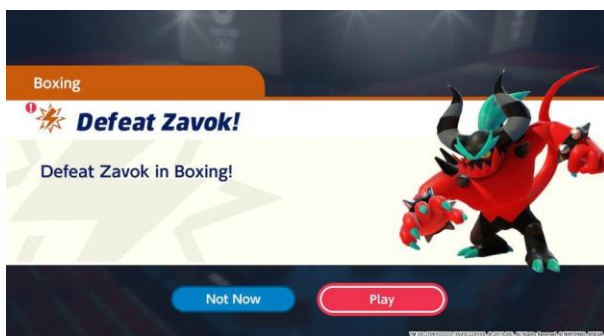 Boxing
Defeat Zavok!
Defeat Zavok in Boxing!
Not Now
Play